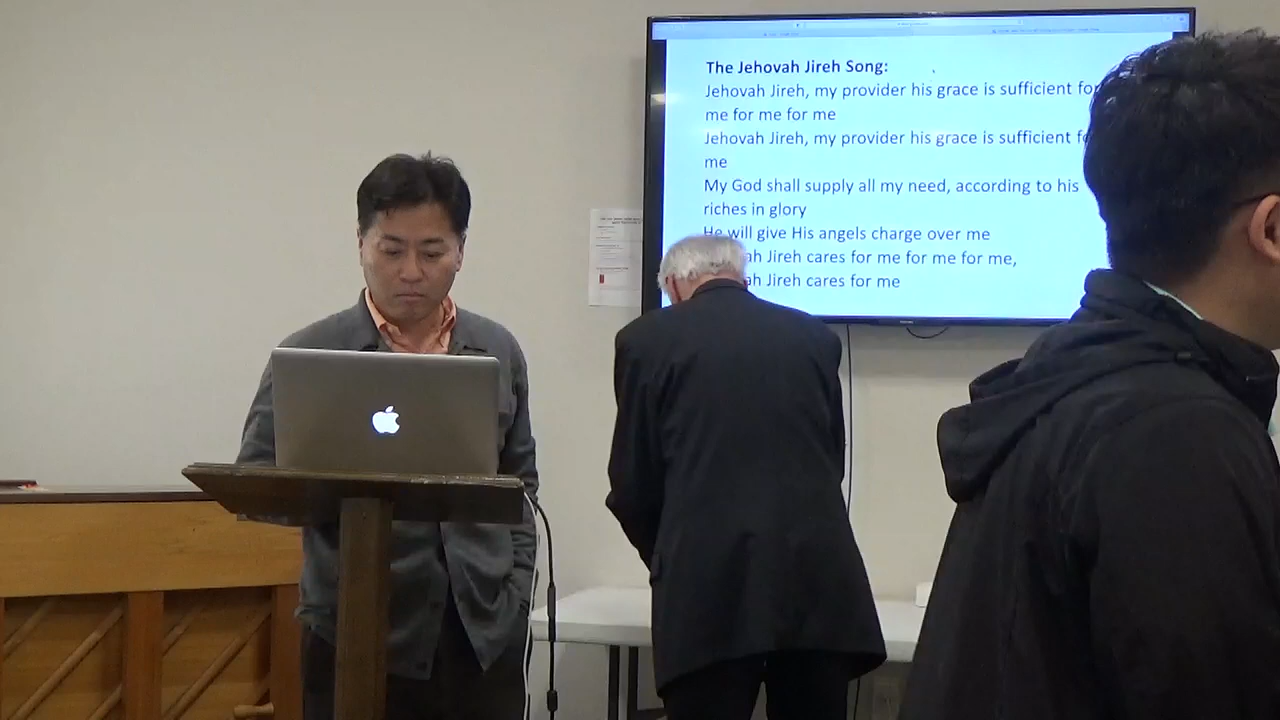 The Jehovah Jireh Song:
Jehovah Jireh, my provider his grace is sufficient for
me for me for me
Jehovah Jireh, my provider his grace is sufficient
me
My God shall supply all my need, according to his
riches in glory
He will give His angels charge over me
Jireh cares for me for me for me,
Jireh cares for me